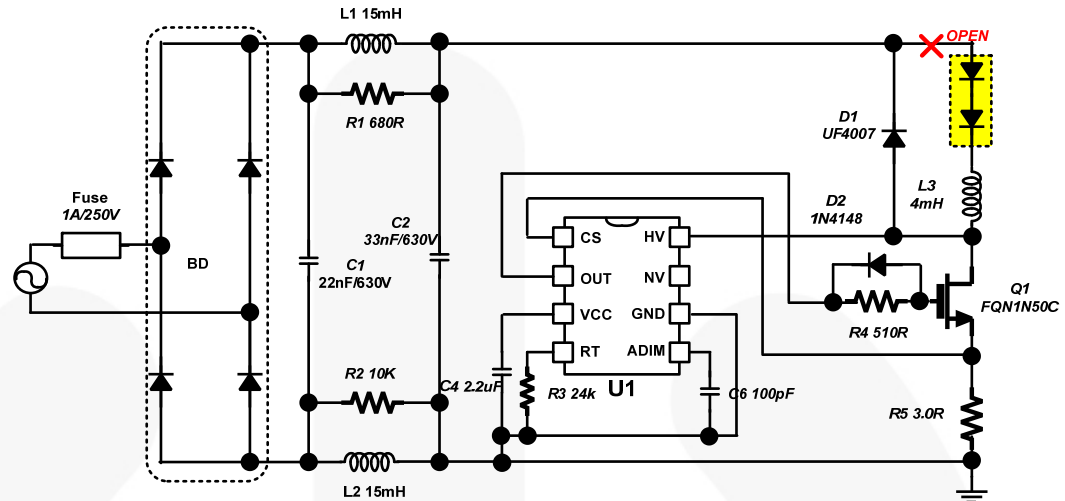 L1 15mH
OPEN
R1 680R
D1
UF4007
Fuse
1A/250V
C2
33nF/630V
D2
1N4148
L3
4mH
CS
HV
BD
C1
22nF/630V
OUT
NV
Q1
FQN1N50C
VCC
GND
R4 510R
RT
ADIM
R2 10K
C4 2.2uF
R3 24k
U1
C6 100pF
R5 3.0R
L2 15mH